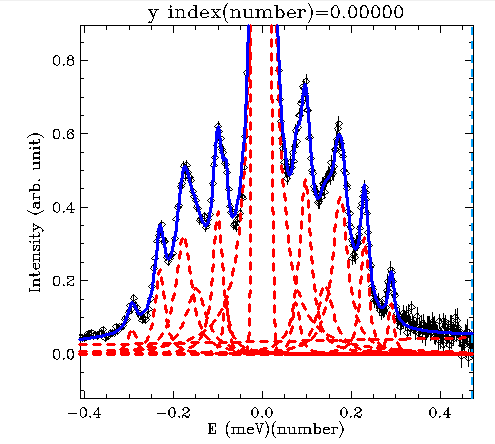 y index(number)=0.00000
Intensity (arb. unit)
0.8
0.6
0.4
0.2
0.0
−0.4 −0.2 0.0 0.2 0.4
E (meV)(number)